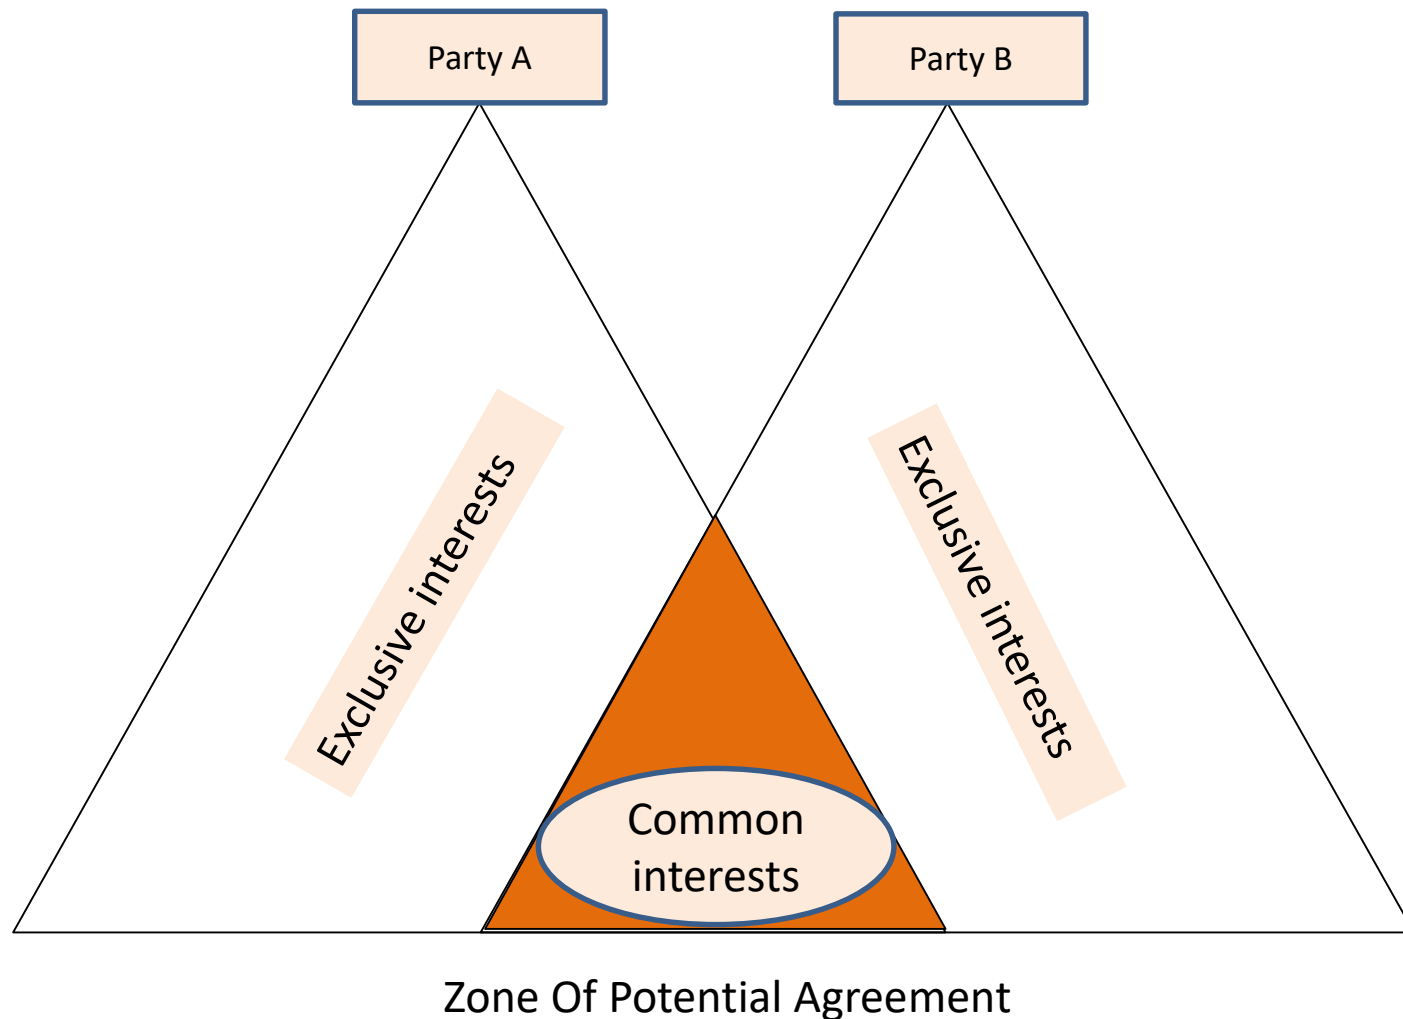 Party A
Party B
Exclusive interests
Exclusive interests
Common
interests
Zone Of Potential Agreement